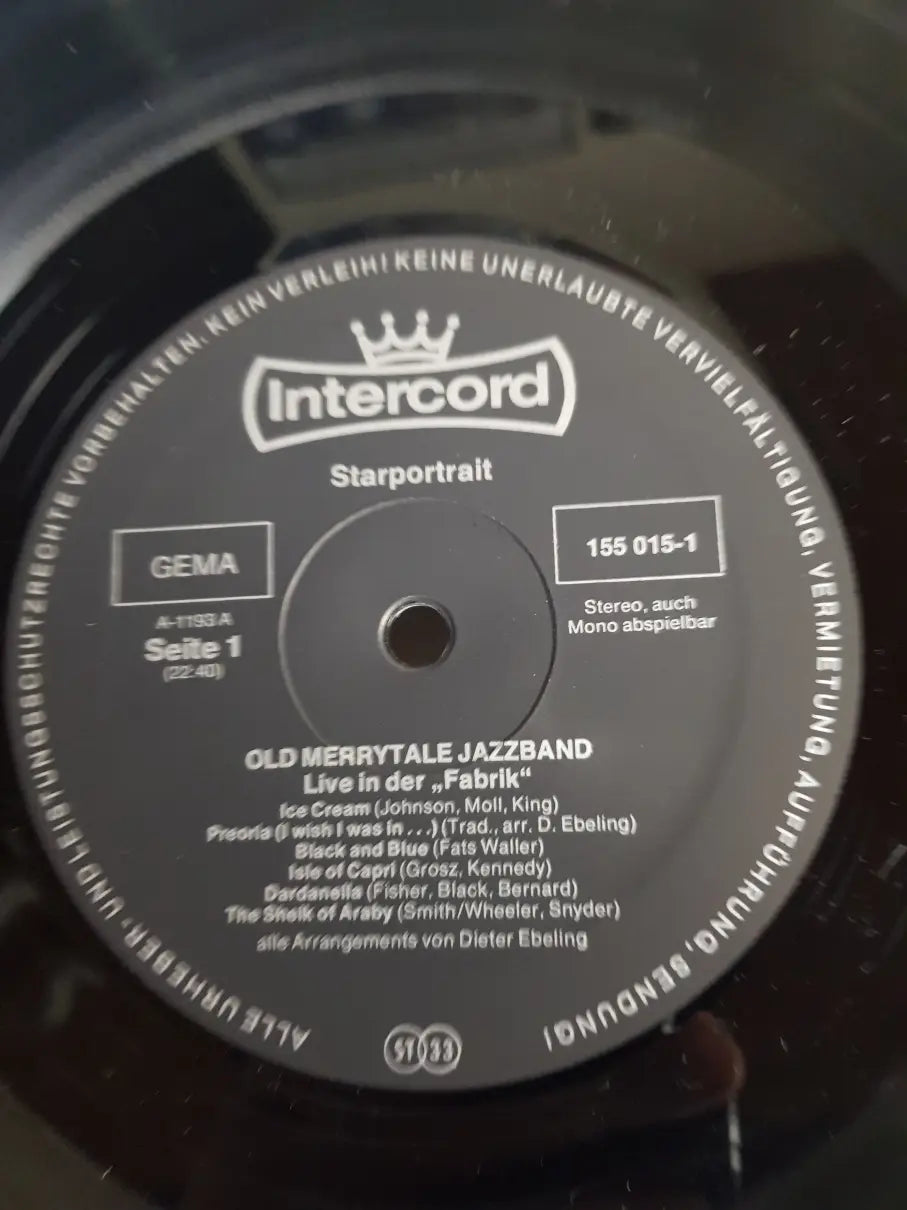 ALLE URHEBER- UND LEISTUNGSSCHUTZRECHTE VORBEHALTEN. KEIN VERLEIH! KEINE UNERLAUBTE VERVIELFÄLTIGUNG, VERMIETUNG, AUFFÜHRUNG, SENDUNG!
Intercord
Starportrait
GEMA
155 015-1
A-1193 A
Seite 1
(22:40)
Stereo, auch
Mono abspielbar
OLD MERRYTALE JAZZBAND
Live in der „Fabrik“
Ice Cream (Johnson, Moll, King)
Preoria (I wish I was in . . .) (Trad., arr. D. Ebeling)
Black and Blue (Fats Waller)
Isle of Capri (Grosz, Kennedy)
Dardanella (Fisher, Black, Bernard)
The Sheik of Araby (Smith/Wheeler, Snyder)
alle Arrangements von Dieter Ebeling
ST 33